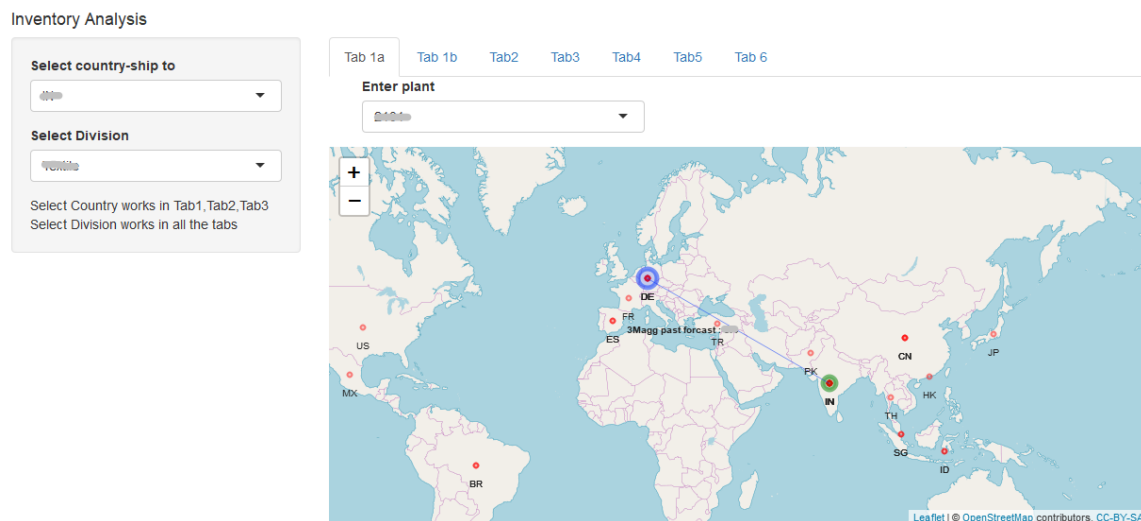 Inventory Analysis
Select country-ship to
Select Division
Select Country works in Tab1,Tab2,Tab3
Select Division works in all the tabs
Tab 1a Tab 1b Tab2 Tab3 Tab4 Tab5 Tab 6
Enter plant
+
−
DE
FR
ES
3Magg past forcast :
TR
US
MX
BR
PK
IN
CN
JP
HK
TH
SG
ID
Leaflet | © OpenStreetMap contributors, CC-BY-SA